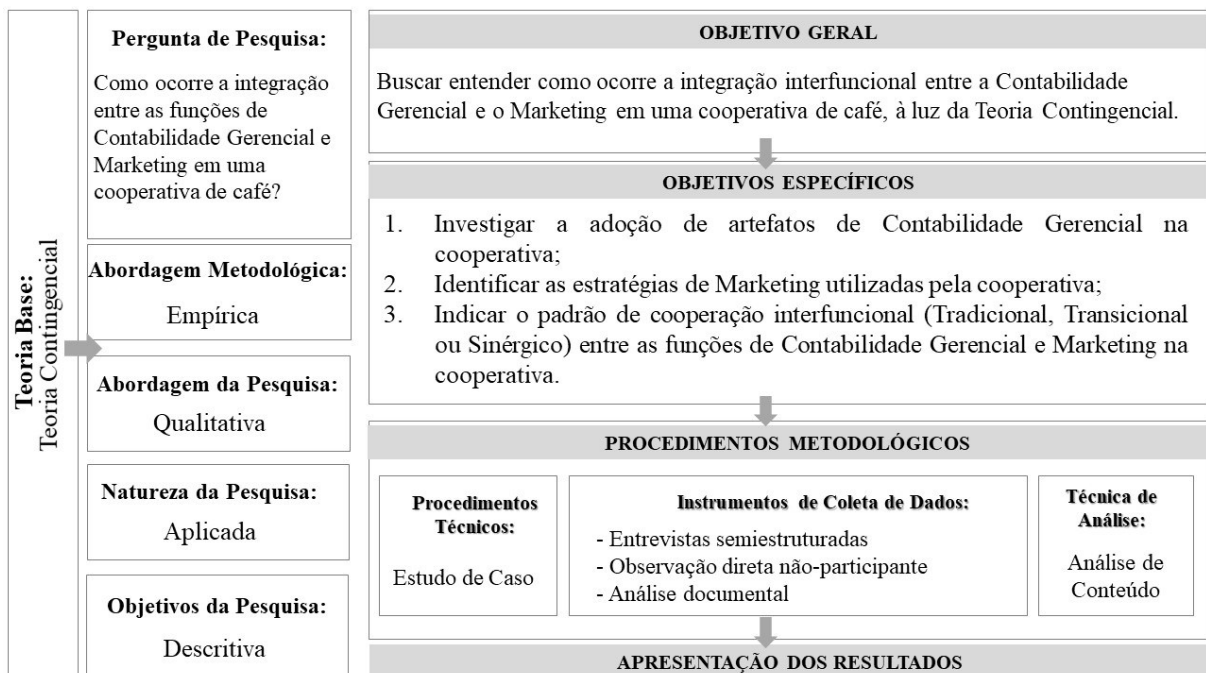 Teoria Base:
Teoria Contingencial
Pergunta de Pesquisa:
Como ocorre a integração
entre as funções de
Contabilidade Gerencial e
Marketing em uma
cooperativa de café?
Abordagem Metodológica:
Empírica
Abordagem da Pesquisa:
Qualitativa
Natureza da Pesquisa:
Aplicada
Objetivos da Pesquisa:
Descritiva
OBJETIVO GERAL
Buscar entender como ocorre a integração interfuncional entre a Contabilidade
Gerencial e o Marketing em uma cooperativa de café, à luz da Teoria Contingencial.
OBJETIVOS ESPECÍFICOS
1. Investigar a adoção de artefatos de Contabilidade Gerencial na
cooperativa;
2. Identificar as estratégias de Marketing utilizadas pela cooperativa;
3. Indicar o padrão de cooperação interfuncional (Tradicional, Transicional
ou Sinérgico) entre as funções de Contabilidade Gerencial e Marketing na
cooperativa.
PROCEDIMENTOS METODOLÓGICOS
Procedimentos
Técnicos:
Estudo de Caso
Instrumentos de Coleta de Dados:
- Entrevistas semiestruturadas
- Observação direta não-participante
- Análise documental
Técnica de
Análise:
Análise de
Conteúdo
APRESENTAÇÃO DOS RESULTADOS